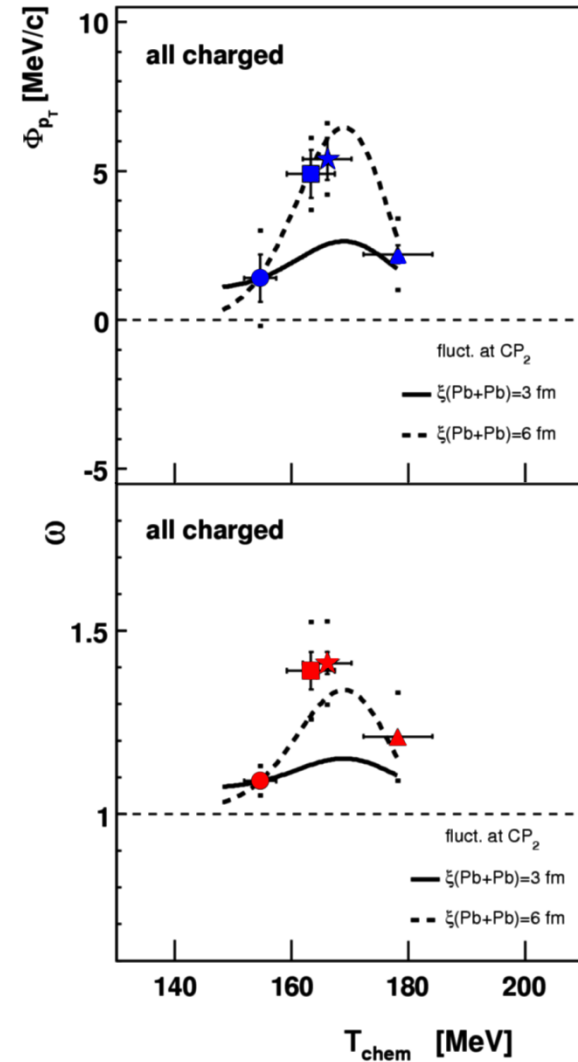 Φ_{p_T} [MeV/c]
10
all charged
5
0
fluct. at CP₂
ξ(Pb+Pb)=3 fm
ξ(Pb+Pb)=6 fm
-5
ω
all charged
1.5
1
fluct. at CP₂
ξ(Pb+Pb)=3 fm
ξ(Pb+Pb)=6 fm
140 160 180 200
T_{chem} [MeV]